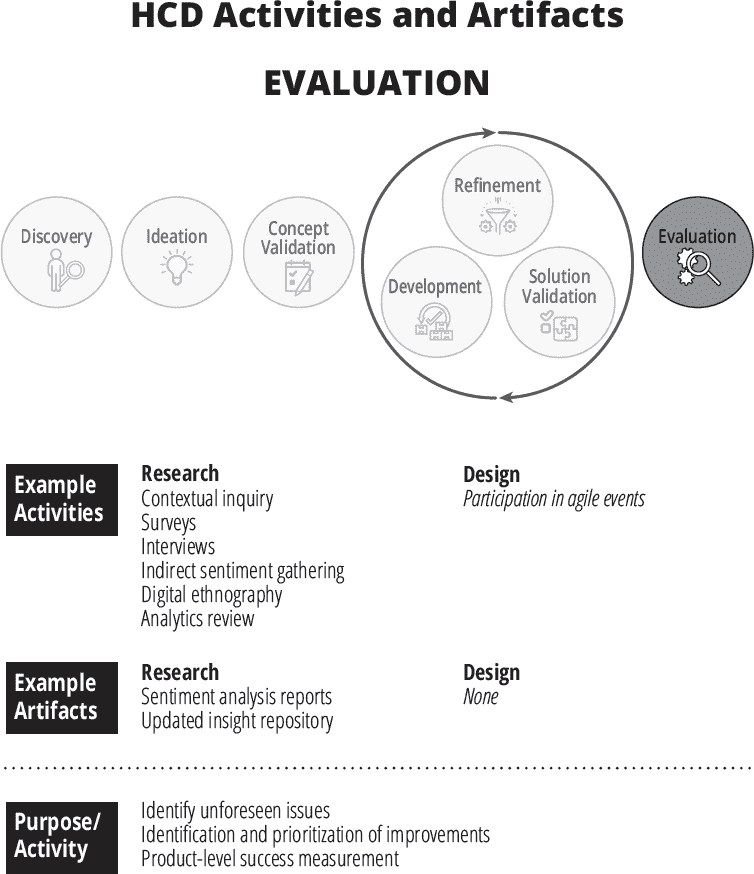 HCD Activities and Artifacts
EVALUATION
Discovery
Ideation
Concept
Validation
Refinement
Development
Solution
Validation
Evaluation
Example
Activities
Research
Contextual inquiry
Surveys
Interviews
Indirect sentiment gathering
Digital ethnography
Analytics review
Design
Participation in agile events
Example
Artifacts
Research
Sentiment analysis reports
Updated insight repository
Design
None
Purpose/
Activity
Identify unforeseen issues
Identification and prioritization of improvements
Product-level success measurement